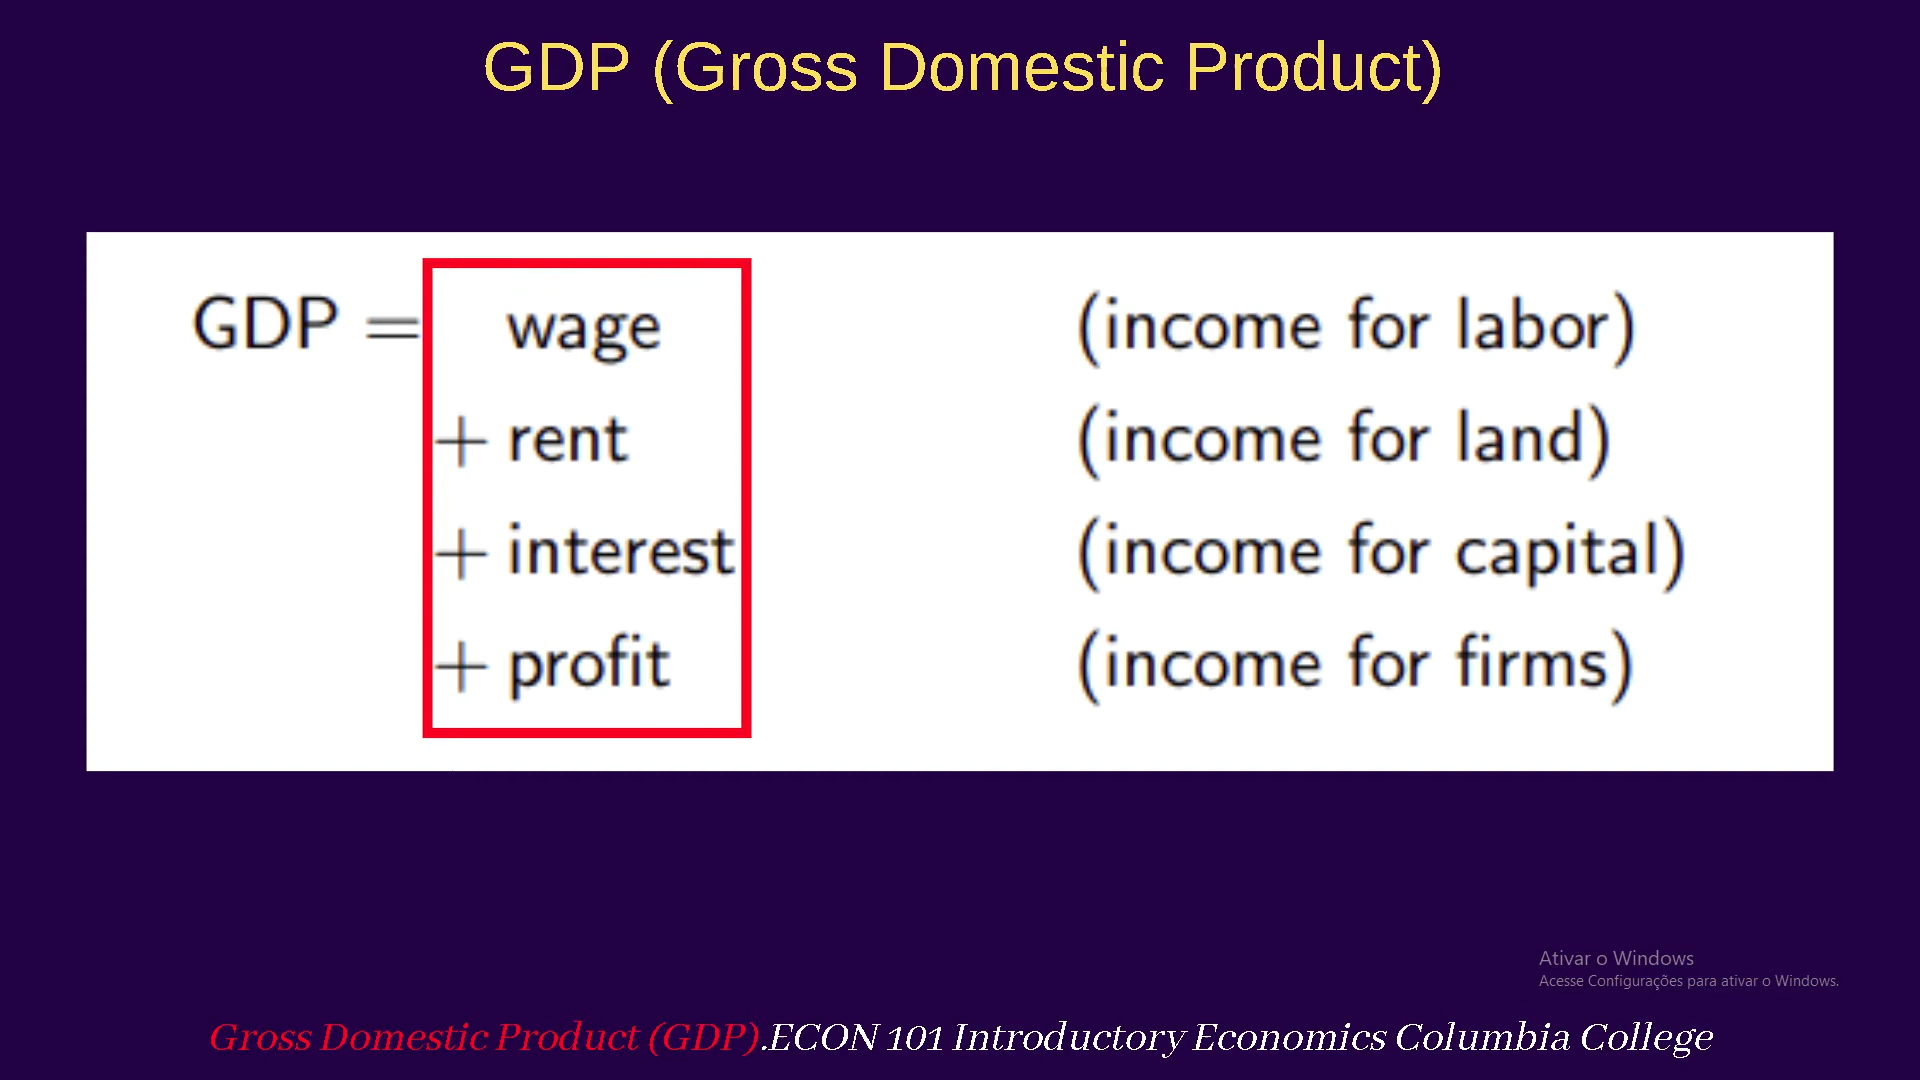 GDP (Gross Domestic Product)
GDP = wage (income for labor)
+ rent (income for land)
+ interest (income for capital)
+ profit (income for firms)
Ativar o Windows
Acesse Configurações para ativar o Windows.
Gross Domestic Product (GDP).ECON 101 Introductory Economics Columbia College